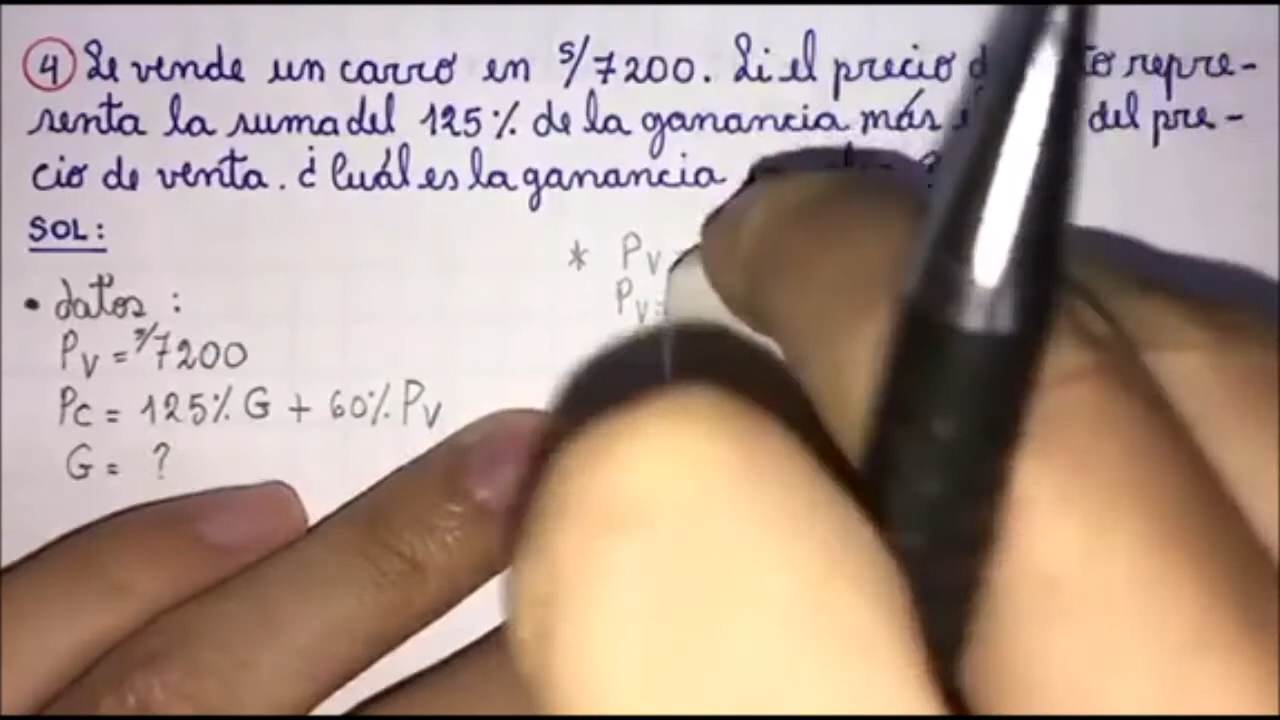 4 Se vende un carro en s/7200. Si el precio d to repre-
senta la suma del 125% de la ganancia más del pre-
cio de venta. ¿Cuál es la ganancia ?
SOL:
* Pv
• datos :
Pv =
Pv = s/7200
Pc = 125% G + 60% Pv
G = ?